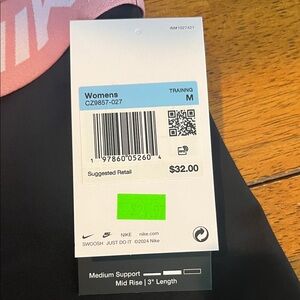 WM1027421
Womens
CZ9857-027
TRAINING
M
1 97860 05260 4
Suggested Retail
$32.00
NIKE nike.com
SWOOSH JUST DO IT ©2024 Nike
Medium Support
Mid Rise | 3" Length